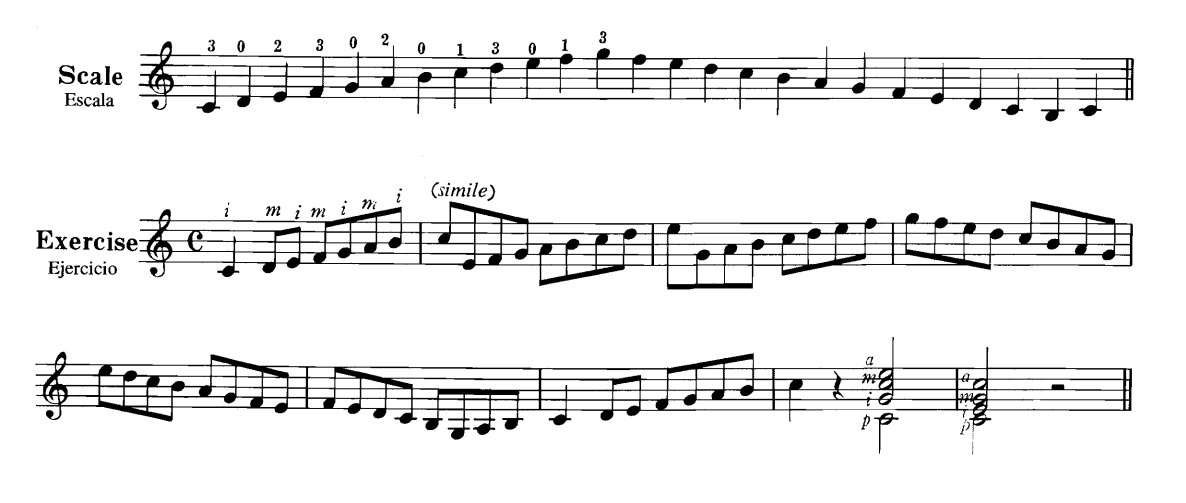 3 0 2 3 0 2 0 1 3 0 1 3
Scale
Escala
(simile)
i m i m i m i
Exercise
Ejercicio
a
m
i
p
a
m
i
p